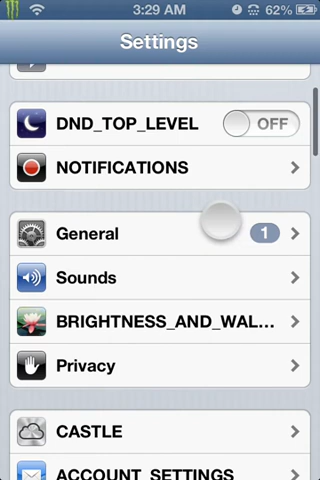 3:29 AM
62%
Settings
DND_TOP_LEVEL
OFF
NOTIFICATIONS
General
1
Sounds
BRIGHTNESS_AND_WAL...
Privacy
CASTLE
ACCOUNT_SETTINGS